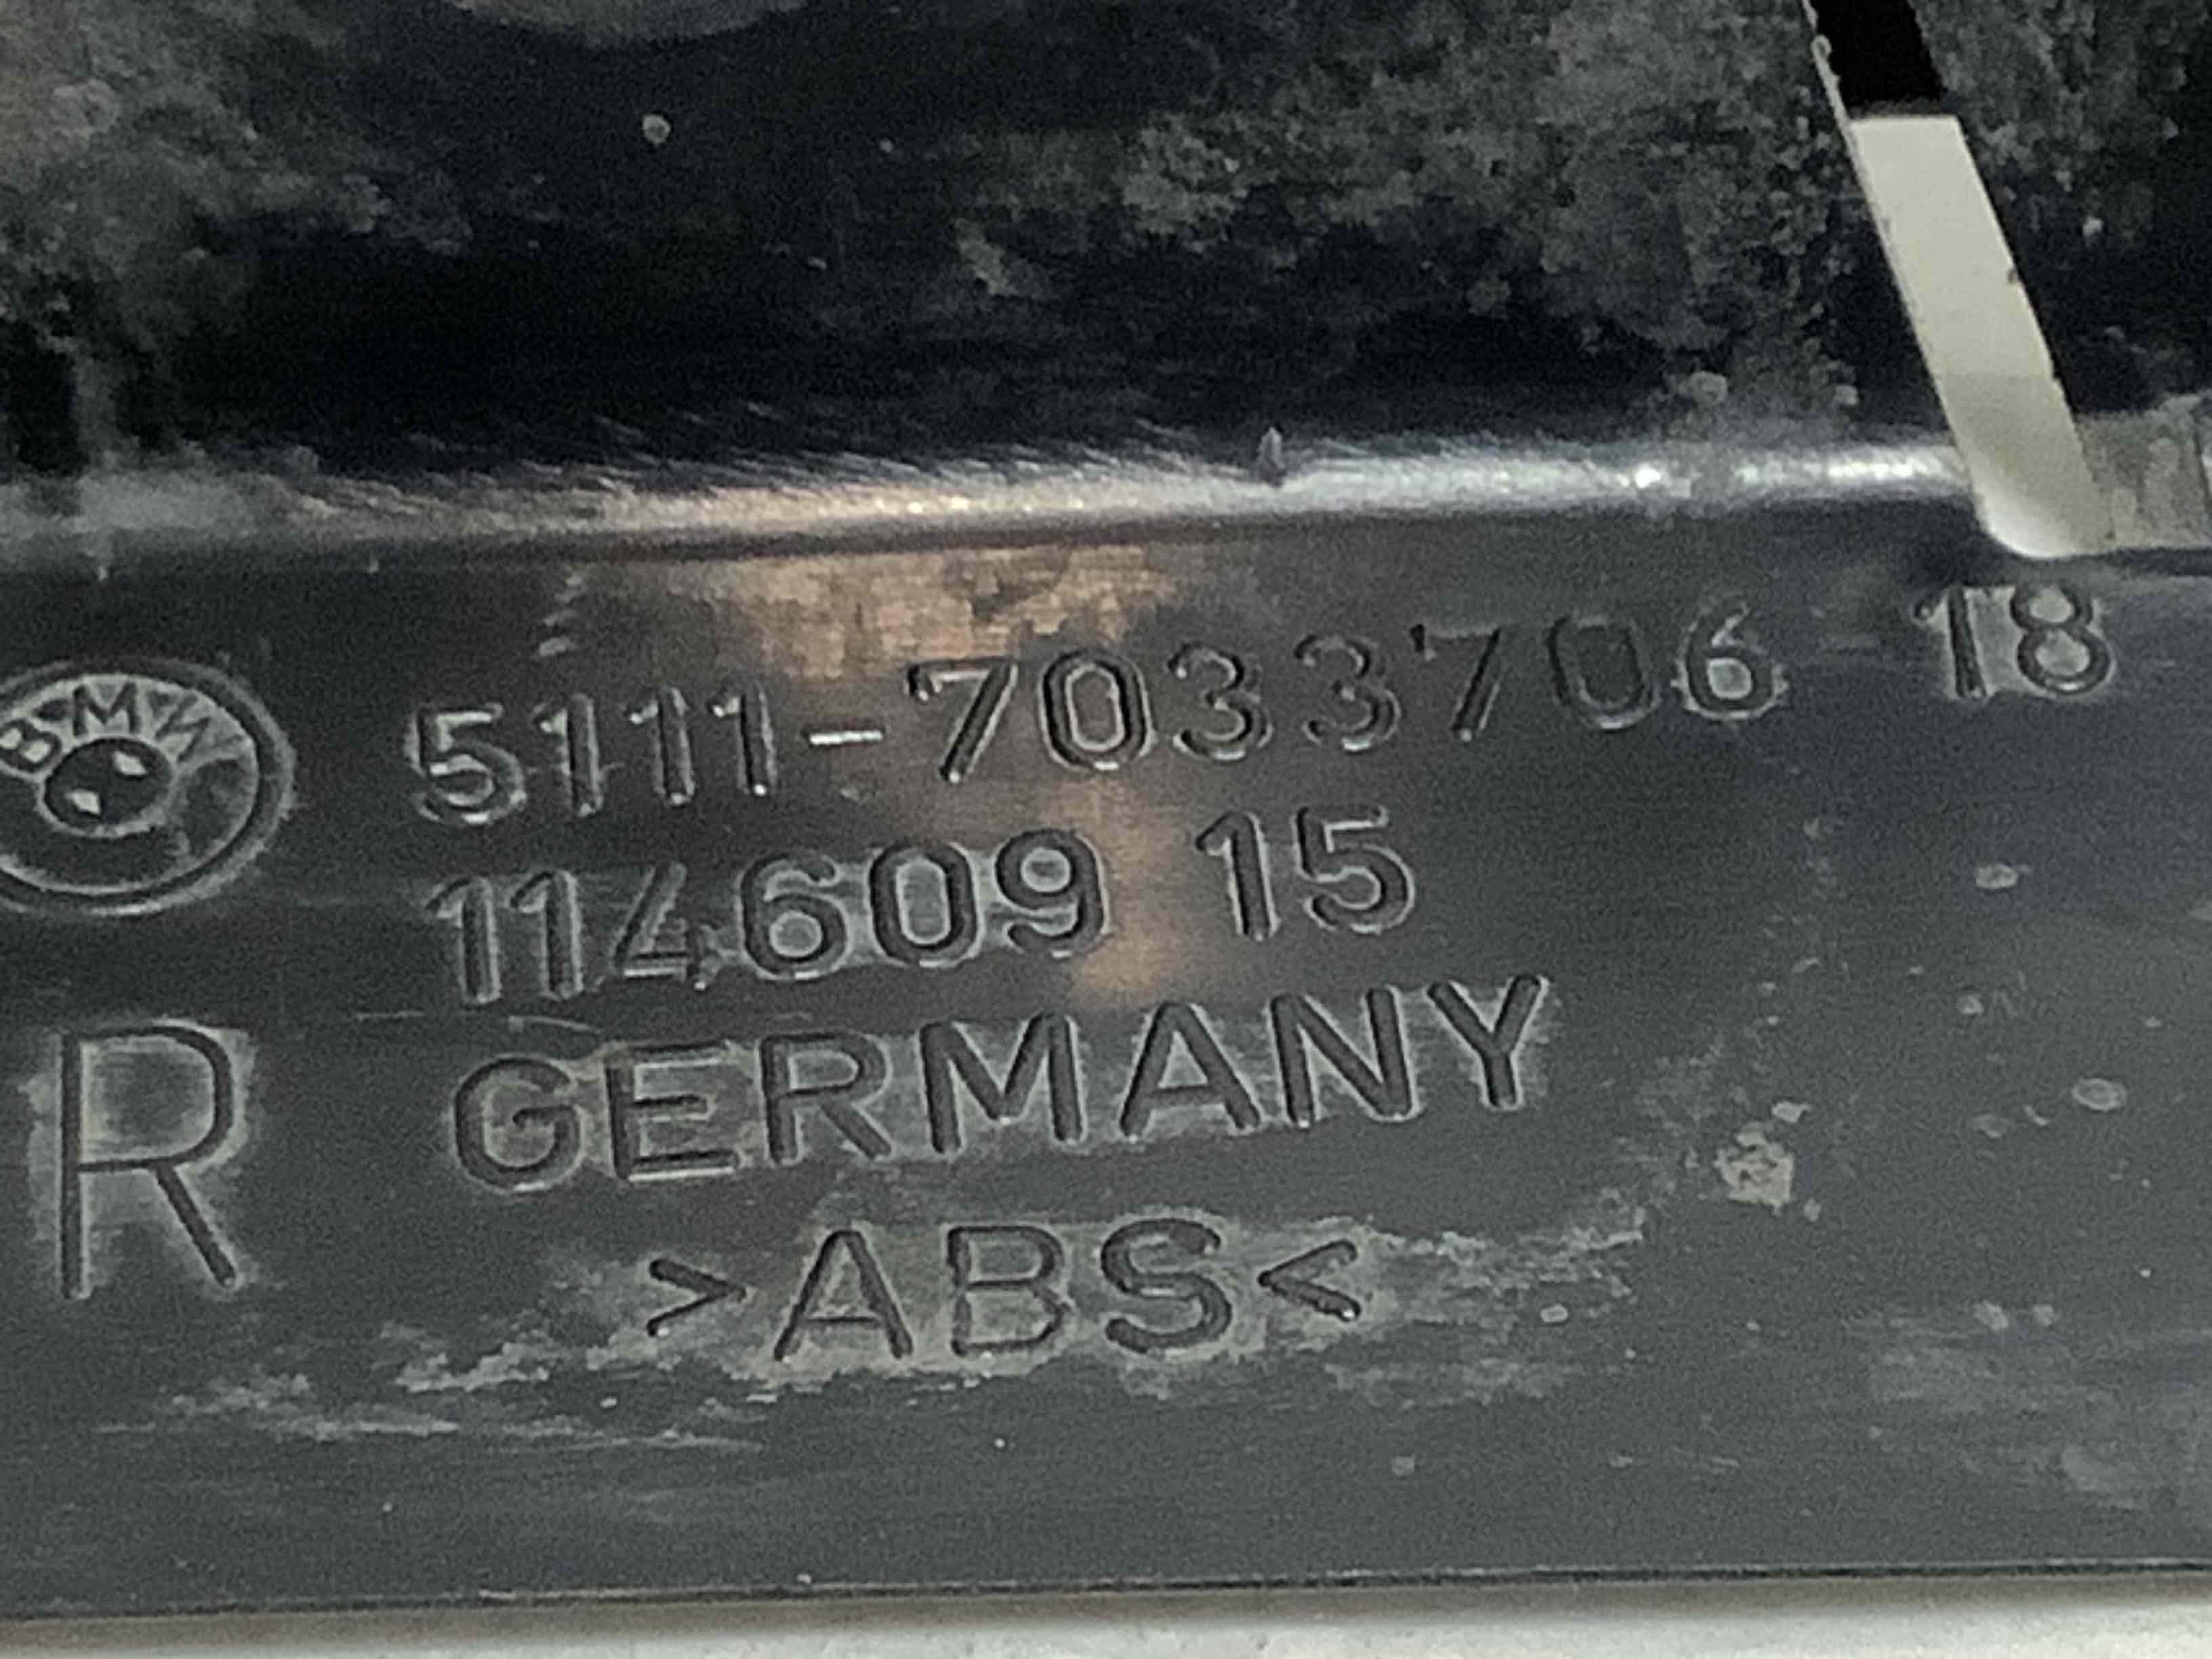 BMW 5111-7033706 18
114609 15
R GERMANY
>ABS<